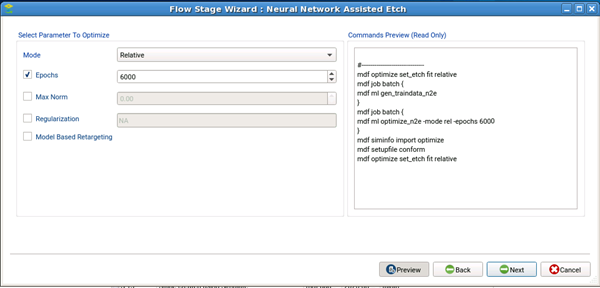 Flow Stage Wizard : Neural Network Assisted Etch
Select Parameter To Optimize
Mode
Relative
Epochs
6000
Max Norm
0.00
Regularization
NA
Model Based Retargeting
Commands Preview (Read Only)
#------------------------------
mdf optimize set_etch fit relative
mdf job batch {
mdf ml gen_traindata_n2e
}
mdf job batch {
mdf ml optimize_n2e -mode rel -epochs 6000
}
mdf siminfo import optimize
mdf setupfile conform
mdf optimize set_etch fit relative
Preview
Back
Next
Cancel